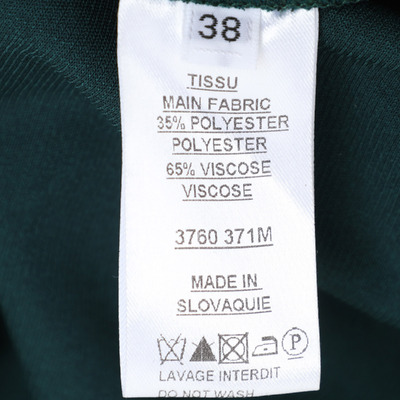 38
TISSU
MAIN FABRIC
35% POLYESTER
POLYESTER
65% VISCOSE
VISCOSE
3760 371M
MADE IN
SLOVAQUIE
P
LAVAGE INTERDIT
DO NOT WASH